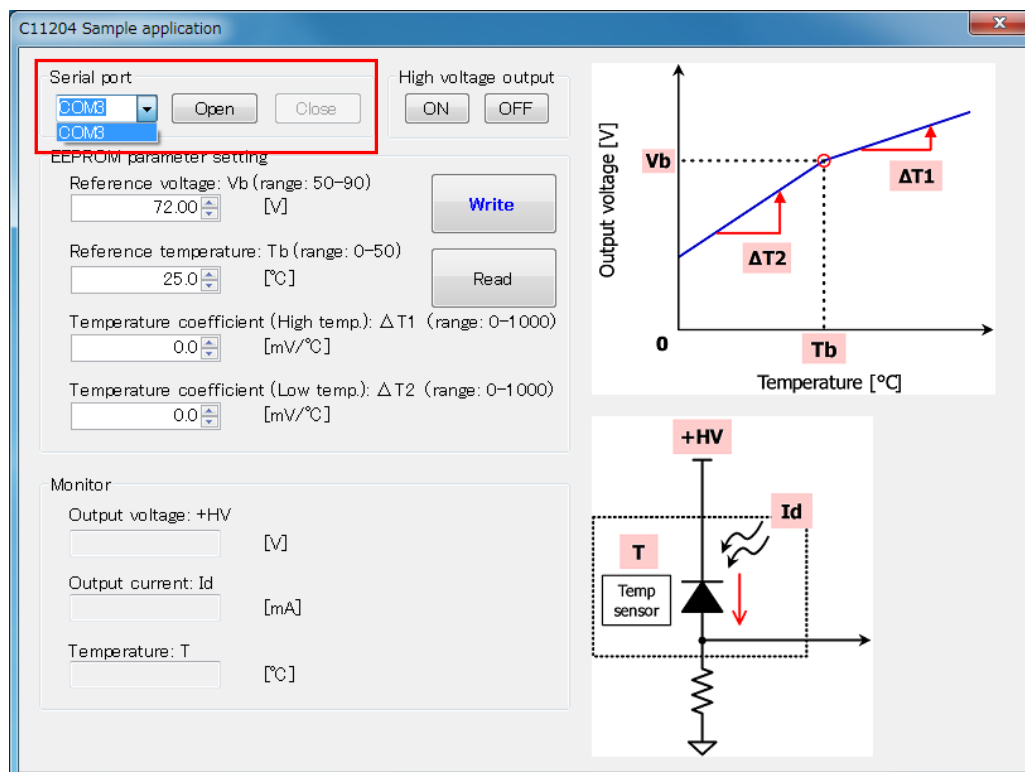 C11204 Sample application
x
Serial port
COM3
Open
Close
COM3
High voltage output
ON
OFF
EEPROM parameter setting
Reference voltage: Vb (range: 50-90)
72.00
[V]
Write
Reference temperature: Tb (range: 0-50)
25.0
[℃]
Read
Temperature coefficient (High temp.): △T1 (range: 0-1000)
0.0
[mV/℃]
Temperature coefficient (Low temp.): △T2 (range: 0-1000)
0.0
[mV/℃]
Monitor
Output voltage: +HV
[V]
Output current: Id
[mA]
Temperature: T
[℃]
Output voltage [V]
Vb
ΔT1
ΔT2
0
Tb
Temperature [°C]
+HV
Id
T
Temp
sensor